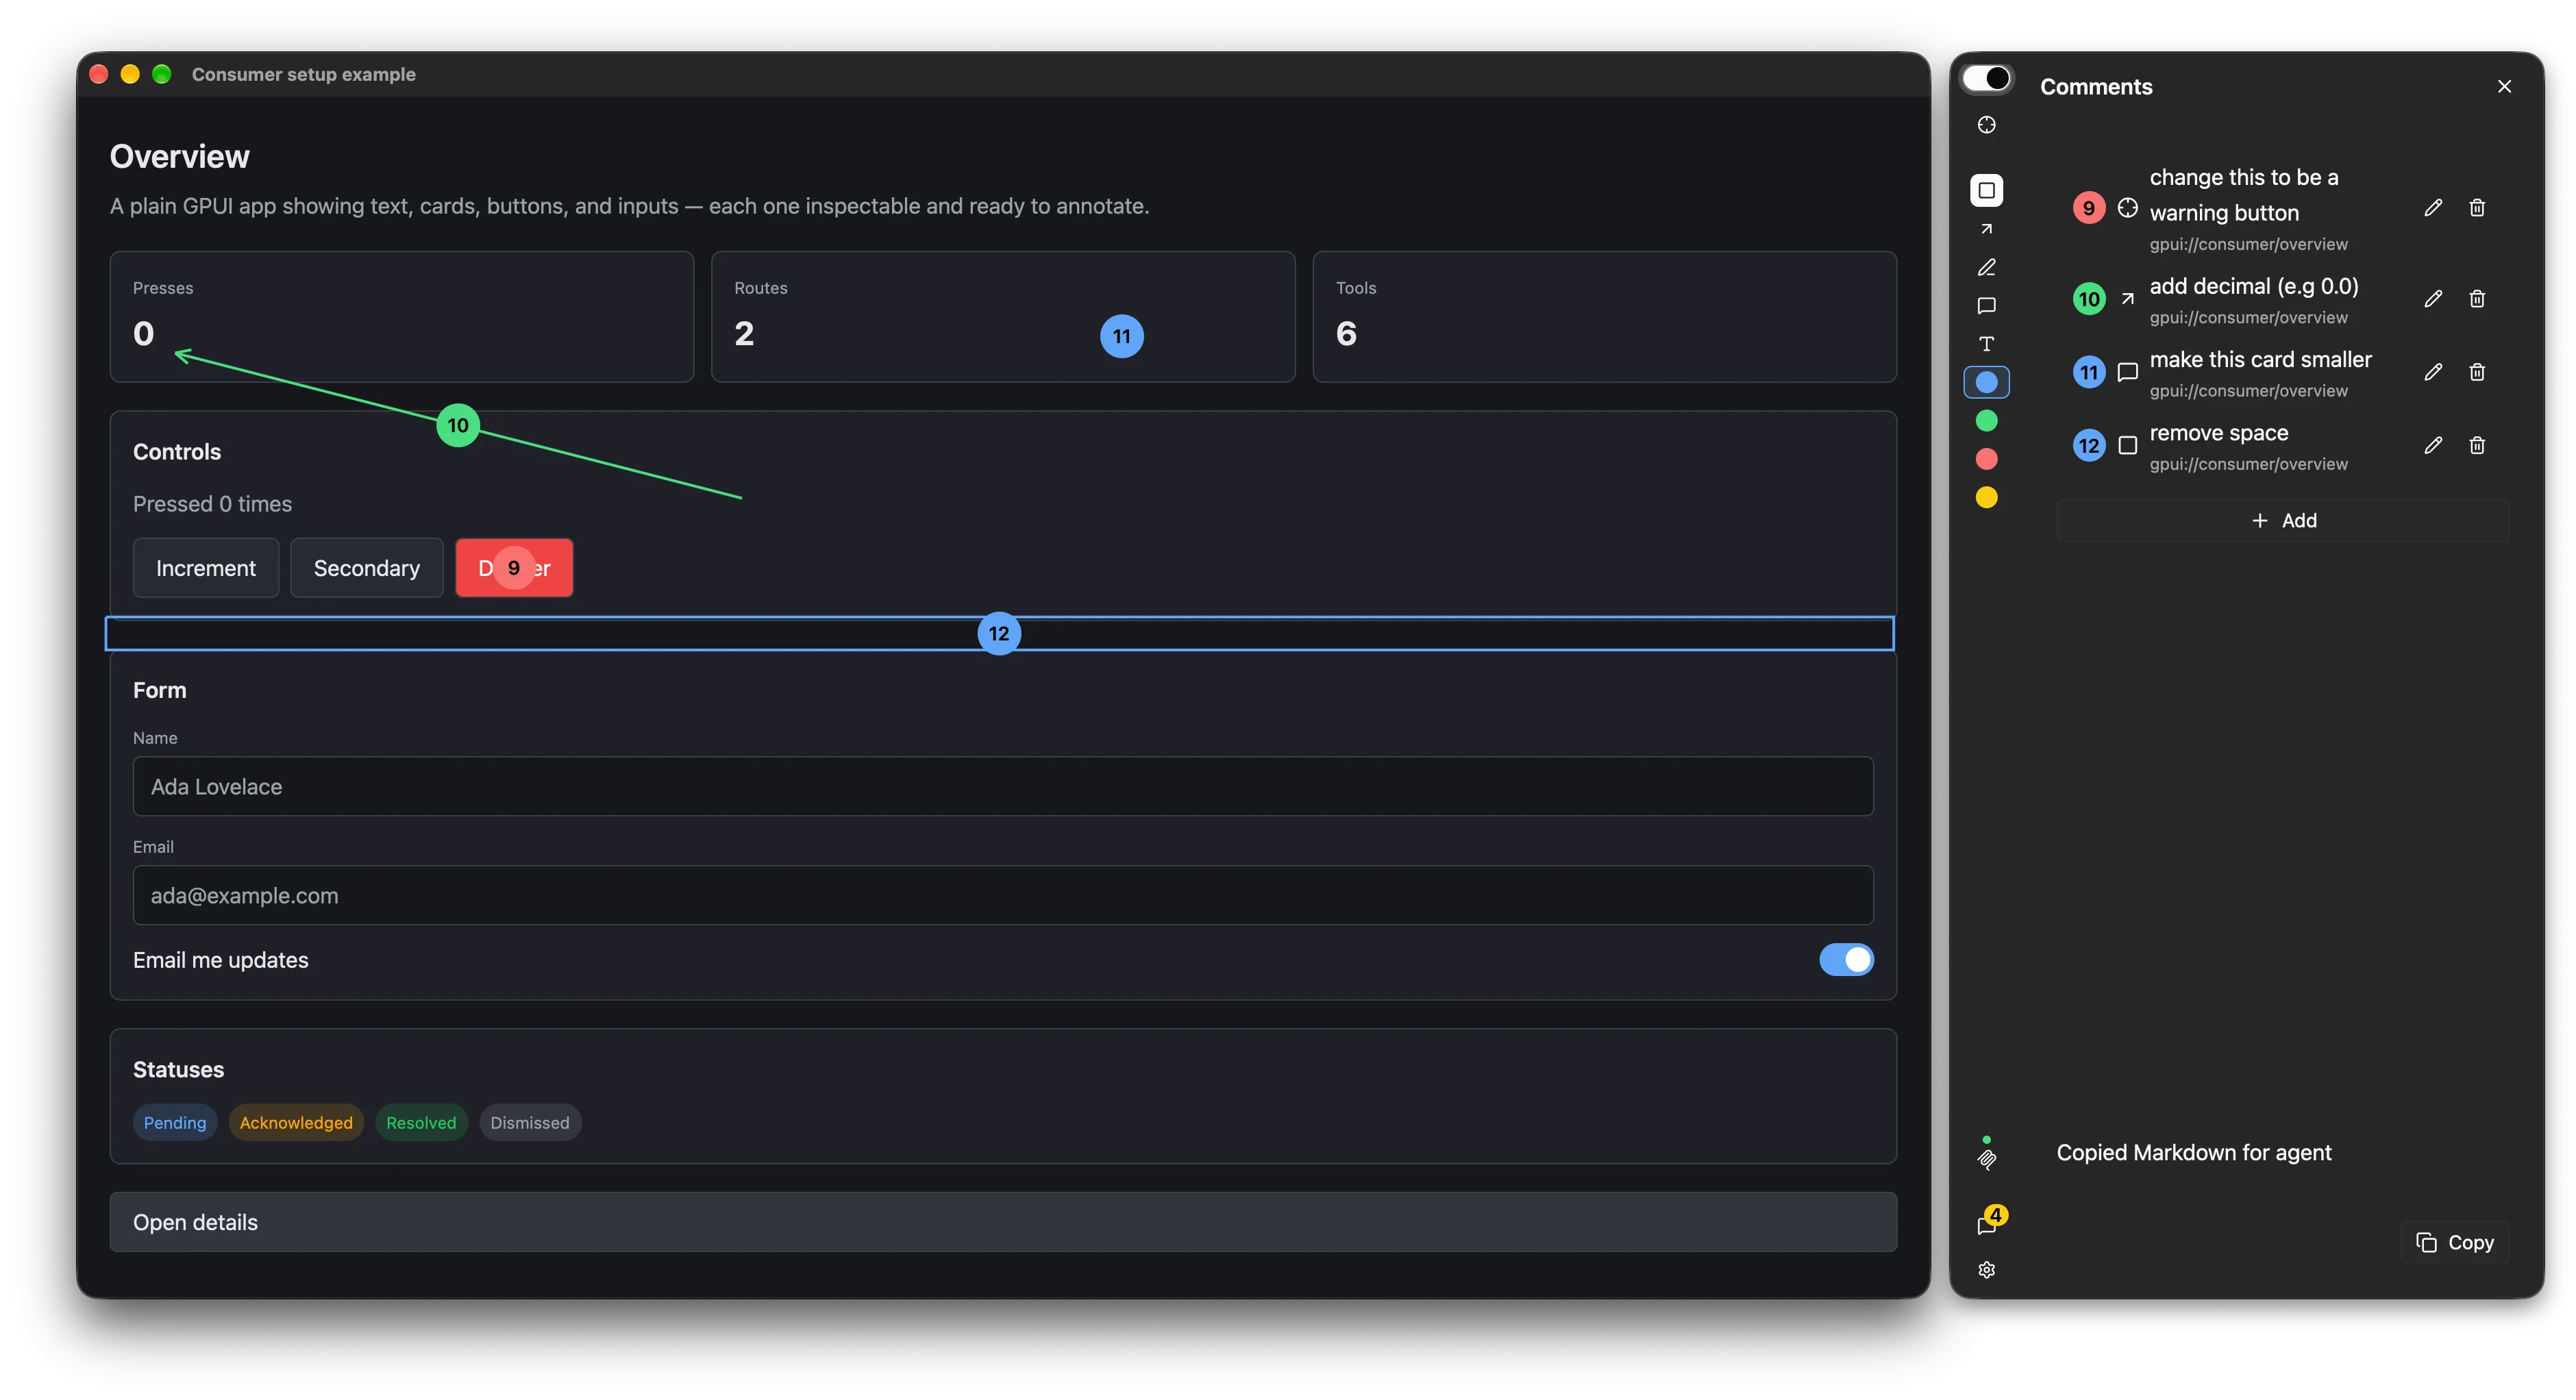 Consumer setup example
Overview
A plain GPUI app showing text, cards, buttons, and inputs — each one inspectable and ready to annotate.
Presses
0
Routes
2
11
Tools
6
10
Controls
Pressed 0 times
Increment
Secondary
D 9 er
12
Form
Name
Ada Lovelace
Email
ada@example.com
Email me updates
Statuses
Pending
Acknowledged
Resolved
Dismissed
Open details
Comments
9
change this to be a
warning button
gpui://consumer/overview
10
add decimal (e.g 0.0)
gpui://consumer/overview
11
make this card smaller
gpui://consumer/overview
12
remove space
gpui://consumer/overview
+ Add
T
Copied Markdown for agent
4
Copy